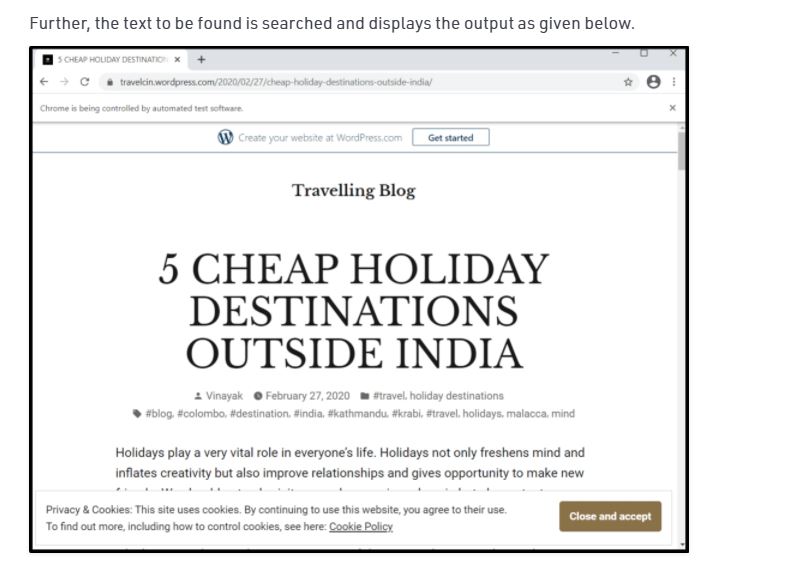 Further, the text to be found is searched and displays the output as given below.
5 CHEAP HOLIDAY DESTINATION
travelcin.wordpress.com/2020/02/27/cheap-holiday-destinations-outside-india/
Chrome is being controlled by automated test software.
Create your website at WordPress.com Get started
Travelling Blog
5 CHEAP HOLIDAY
DESTINATIONS
OUTSIDE INDIA
Vinayak February 27, 2020 #travel, holiday destinations
#blog, #colombo, #destination, #india, #kathmandu, #krabi, #travel, holidays, malacca, mind
Holidays play a very vital role in everyone's life. Holidays not only freshens mind and
inflates creativity but also improve relationships and gives opportunity to make new
Privacy & Cookies: This site uses cookies. By continuing to use this website, you agree to their use.
To find out more, including how to control cookies, see here: Cookie Policy
Close and accept